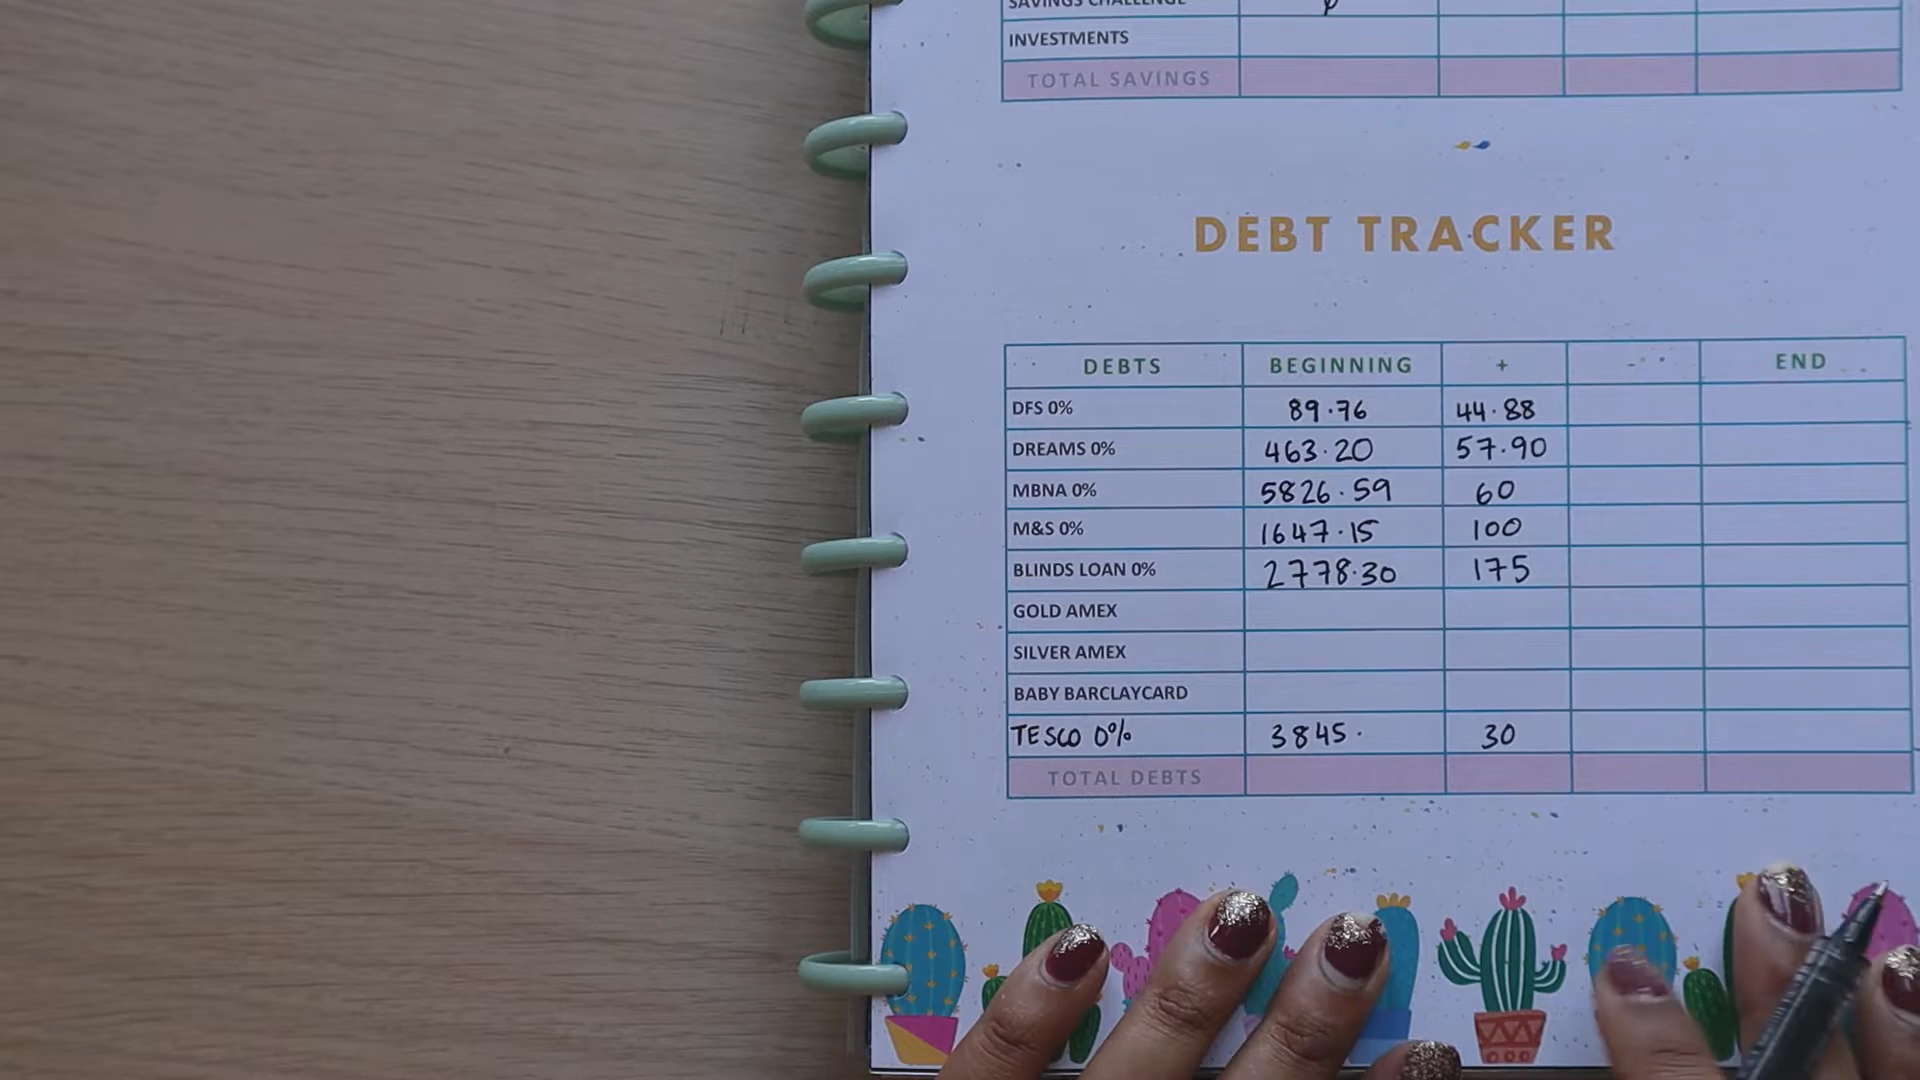 SAVINGS CHALLENGE
INVESTMENTS
TOTAL SAVINGS
DEBT TRACKER
DEBTS BEGINNING + - END
DFS 0% 89.76 44.88
DREAMS 0% 463.20 57.90
MBNA 0% 5826.59 60
M&S 0% 1647.15 100
BLINDS LOAN 0% 2778.30 175
GOLD AMEX
SILVER AMEX
BABY BARCLAYCARD
TESCO 0% 3845. 30
TOTAL DEBTS